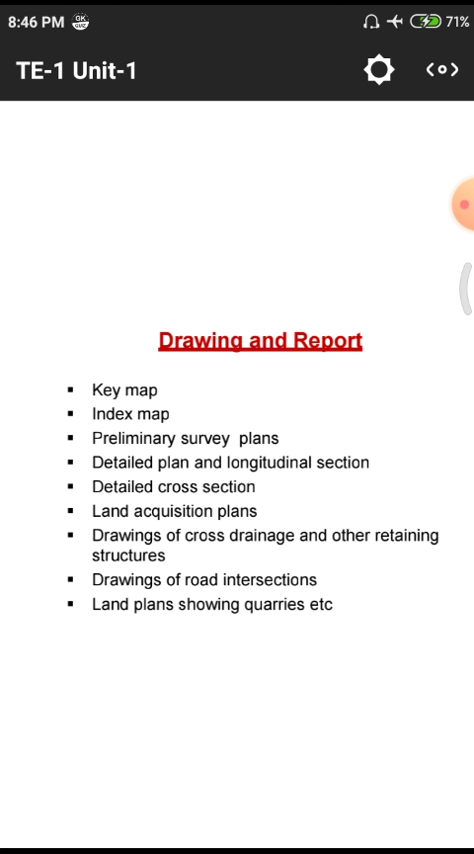 8:46 PM 71%
TE-1 Unit-1
Drawing and Report
▪ Key map
▪ Index map
▪ Preliminary survey plans
▪ Detailed plan and longitudinal section
▪ Detailed cross section
▪ Land acquisition plans
▪ Drawings of cross drainage and other retaining
structures
▪ Drawings of road intersections
▪ Land plans showing quarries etc